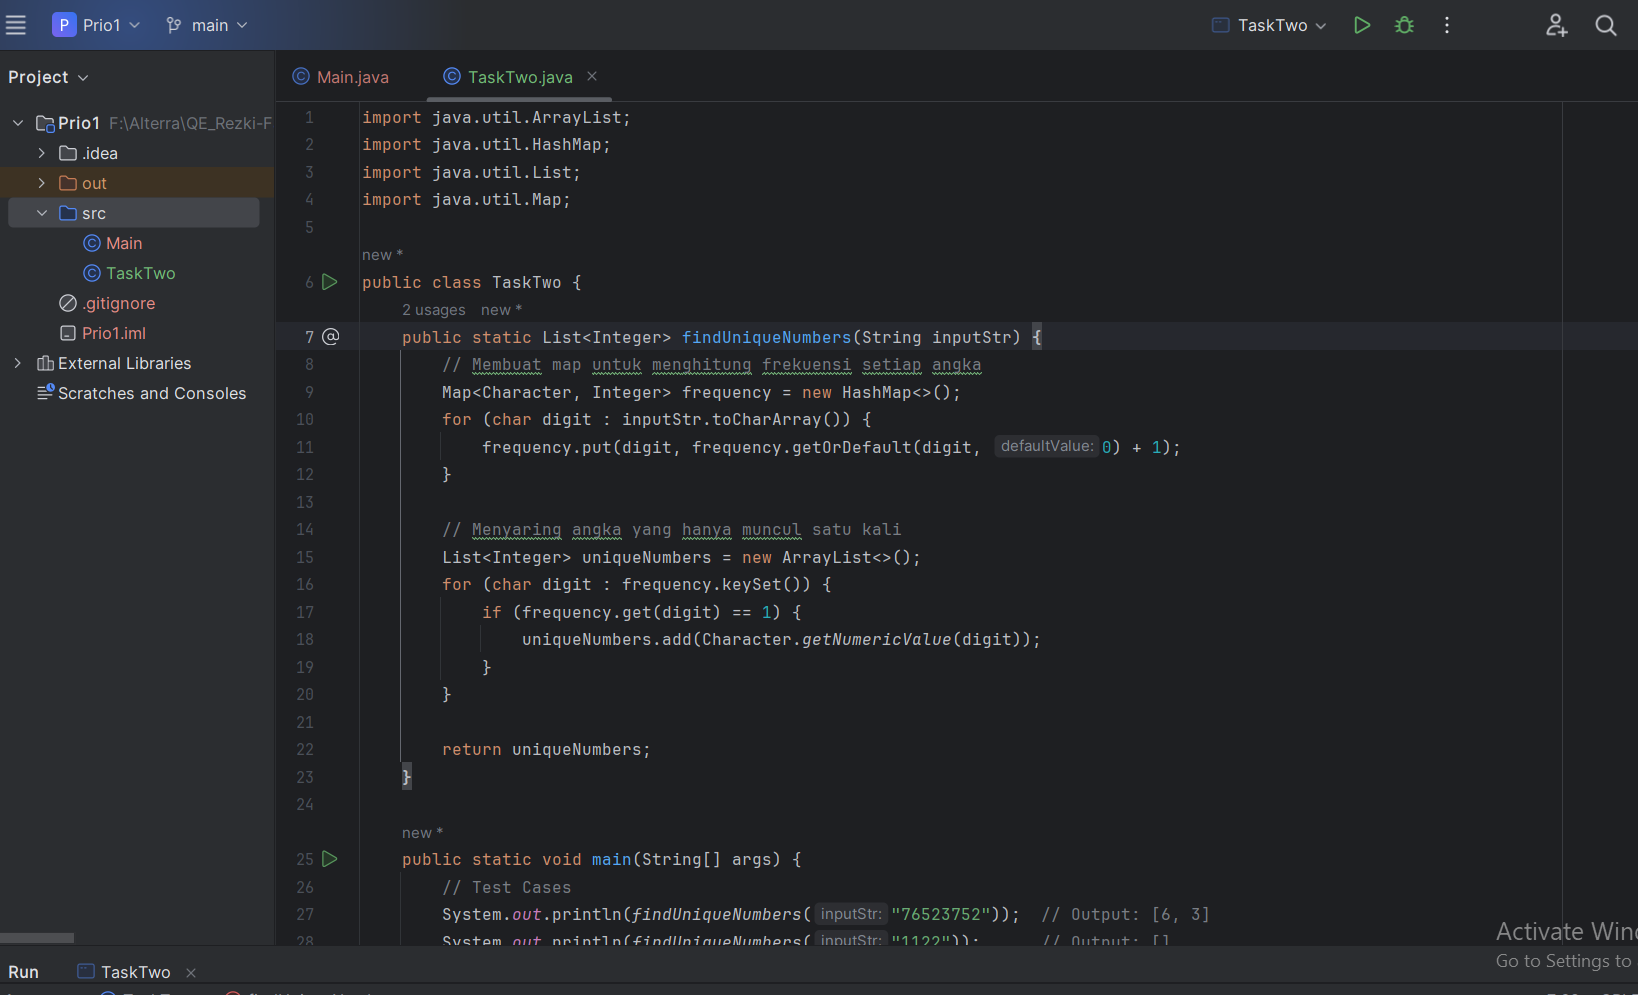 P Prio1 main TaskTwo
Project
Main.java TaskTwo.java
Prio1 F:\Alterra\QE_Rezki-F
.idea
out
src
Main
TaskTwo
.gitignore
Prio1.iml
External Libraries
Scratches and Consoles
1 import java.util.ArrayList;
2 import java.util.HashMap;
3 import java.util.List;
4 import java.util.Map;
5
new *
6 public class TaskTwo {
2 usages new *
7 @ public static List<Integer> findUniqueNumbers(String inputStr) {
8 // Membuat map untuk menghitung frekuensi setiap angka
9 Map<Character, Integer> frequency = new HashMap<>();
10 for (char digit : inputStr.toCharArray()) {
11 frequency.put(digit, frequency.getOrDefault(digit, defaultValue: 0) + 1);
12 }
13
14 // Menyaring angka yang hanya muncul satu kali
15 List<Integer> uniqueNumbers = new ArrayList<>();
16 for (char digit : frequency.keySet()) {
17 if (frequency.get(digit) == 1) {
18 uniqueNumbers.add(Character.getNumericValue(digit));
19 }
20 }
21
22 return uniqueNumbers;
23 }
24
new *
25 public static void main(String[] args) {
26 // Test Cases
27 System.out.println(findUniqueNumbers( inputStr: "76523752")); // Output: [6, 3]
28 System.out.println(findUniqueNumbers( inputStr: "1122")); // Output: []
Activate Win
Go to Settings to
Run TaskTwo